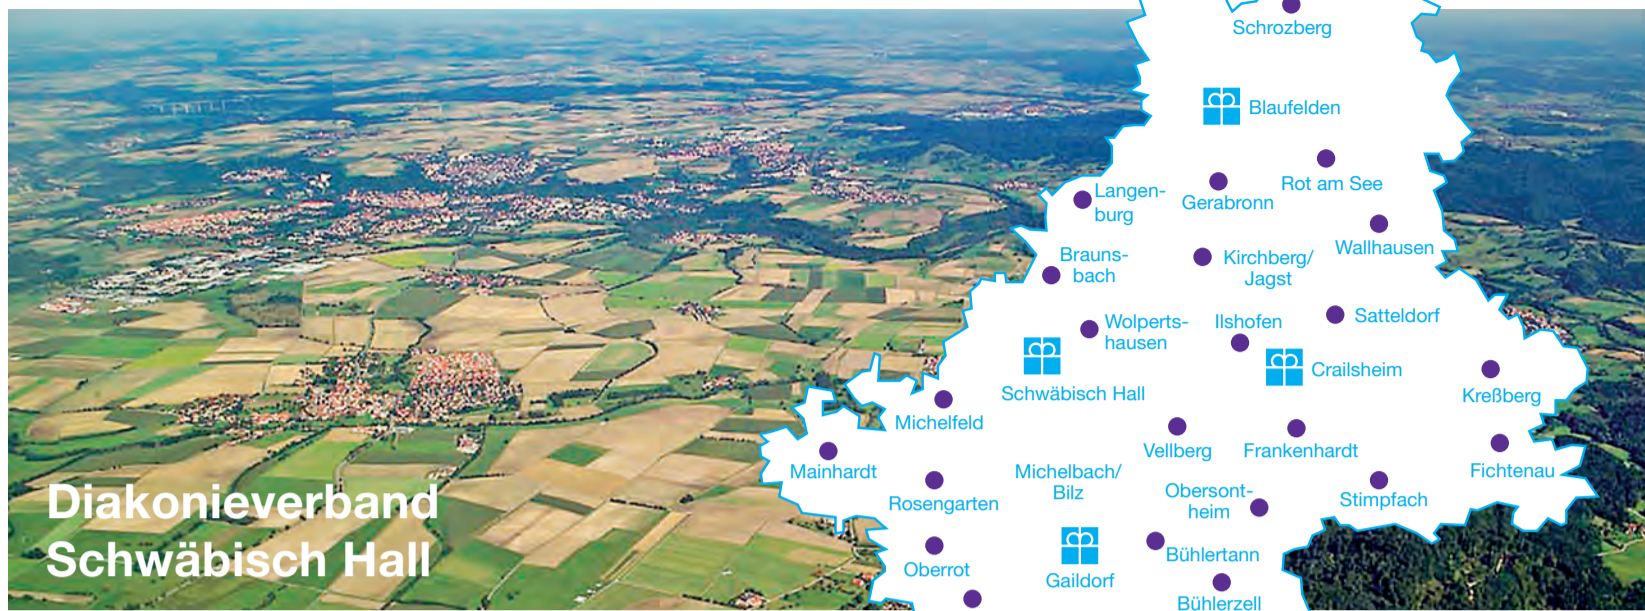 Schrozberg
Blaufelden
Rot am See
Langen-
burg
Gerabronn
Wallhausen
Brauns-
bach
Kirchberg/
Jagst
Wolperts-
hausen
Ilshofen
Satteldorf
Schwäbisch Hall
Crailsheim
Kreßberg
Michelfeld
Mainhardt
Vellberg
Frankenhardt
Fichtenau
Rosengarten
Michelbach/
Bilz
Obersont-
heim
Stimpfach
Oberrot
Gaildorf
Bühlertann
Bühlerzell
Diakonieverband
Schwäbisch Hall